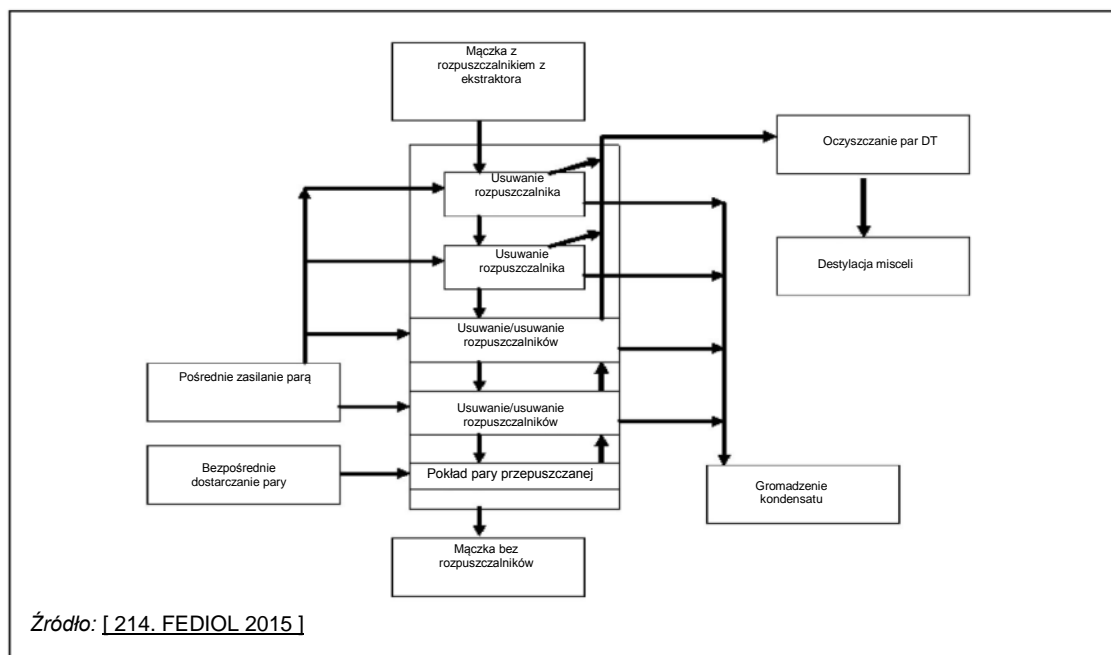 Mączka z
rozpuszczalnikiem z
ekstraktora
Oczyszczanie par DT
Usuwanie
rozpuszczalnika
Usuwanie
rozpuszczalnika
Destylacja misceli
Usuwanie/usuwanie
rozpuszczalników
Pośrednie zasilanie parą
Usuwanie/usuwanie
rozpuszczalników
Bezpośrednie
dostarczanie pary
Pokład pary przepuszczanej
Gromadzenie
kondensatu
Mączka bez
rozpuszczalników
Źródło: [ 214. FEDIOL 2015 ]